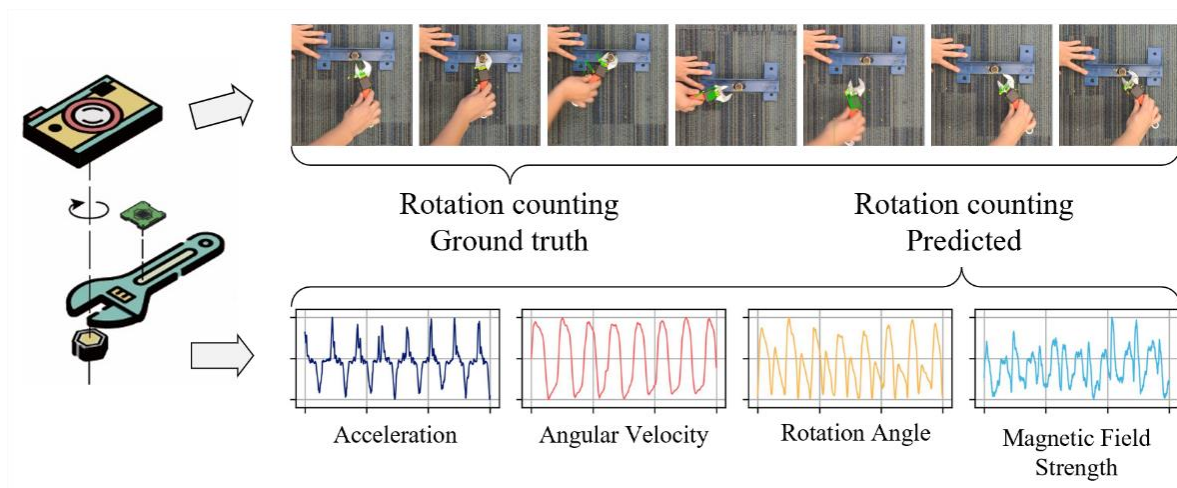 Rotation counting
Ground truth
Rotation counting
Predicted
Acceleration
Angular Velocity
Rotation Angle
Magnetic Field
Strength